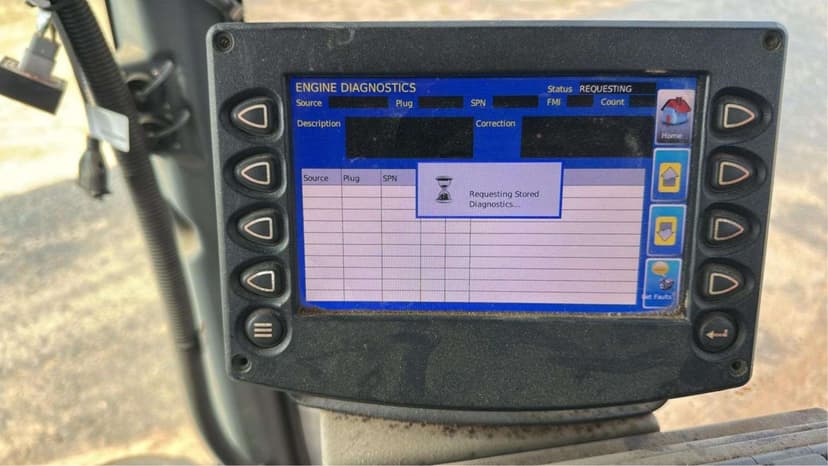 ENGINE DIAGNOSTICS
Status REQUESTING
Source Plug SPN FMI Count
Description Correction
Home
Source Plug SPN
Requesting Stored
Diagnostics...
Get Faults